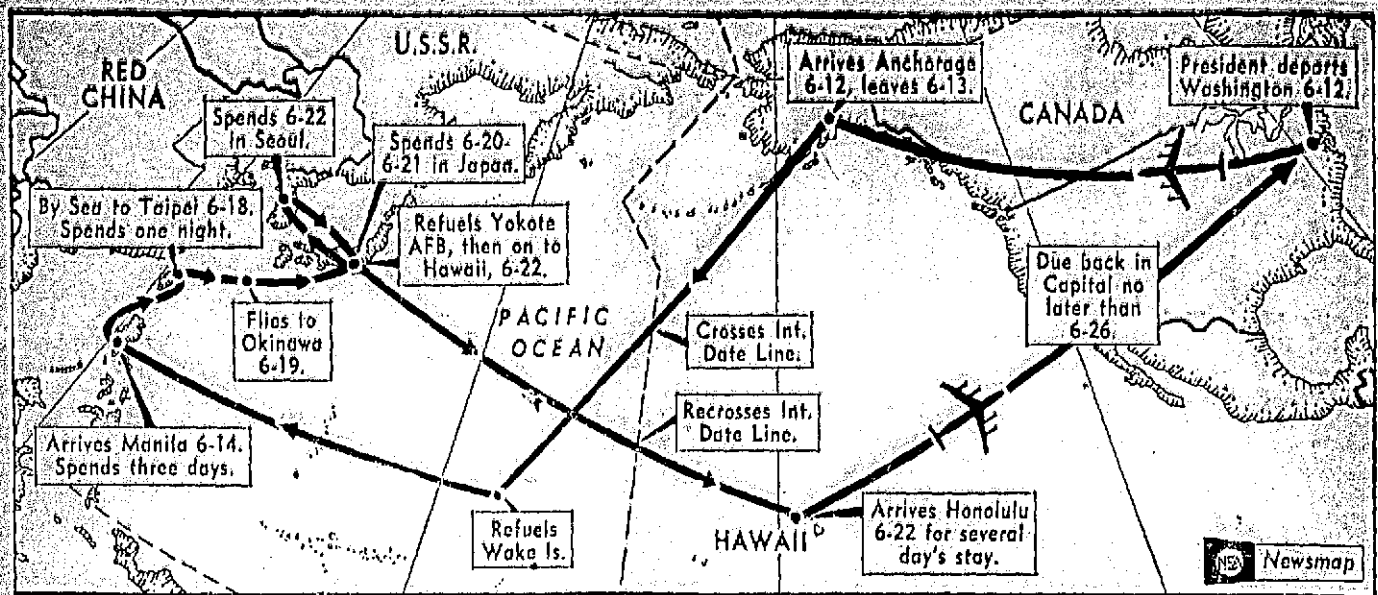 U.S.S.R.
RED
CHINA
Arrives Anchorage
6-12, leaves 6-13.
CANADA
President departs
Washington 6-12.
Spends 6-22
in Seoul.
Spends 6-20-
6-21 in Japan.
By Sea to Taipei 6-18.
Spends one night.
Refuels Yokote
AFB, then on to
Hawaii, 6-22.
Flies to
Okinawa
6-19.
PACIFIC
OCEAN
Crosses Int.
Date Line.
Due back in
Capital no
later than
6-26.
Recrosses Int.
Date Line.
Arrives Manila 6-14.
Spends three days.
Refuels
Wake Is.
HAWAII
Arrives Honolulu
6-22 for several
day's stay.
NEA Newsmap